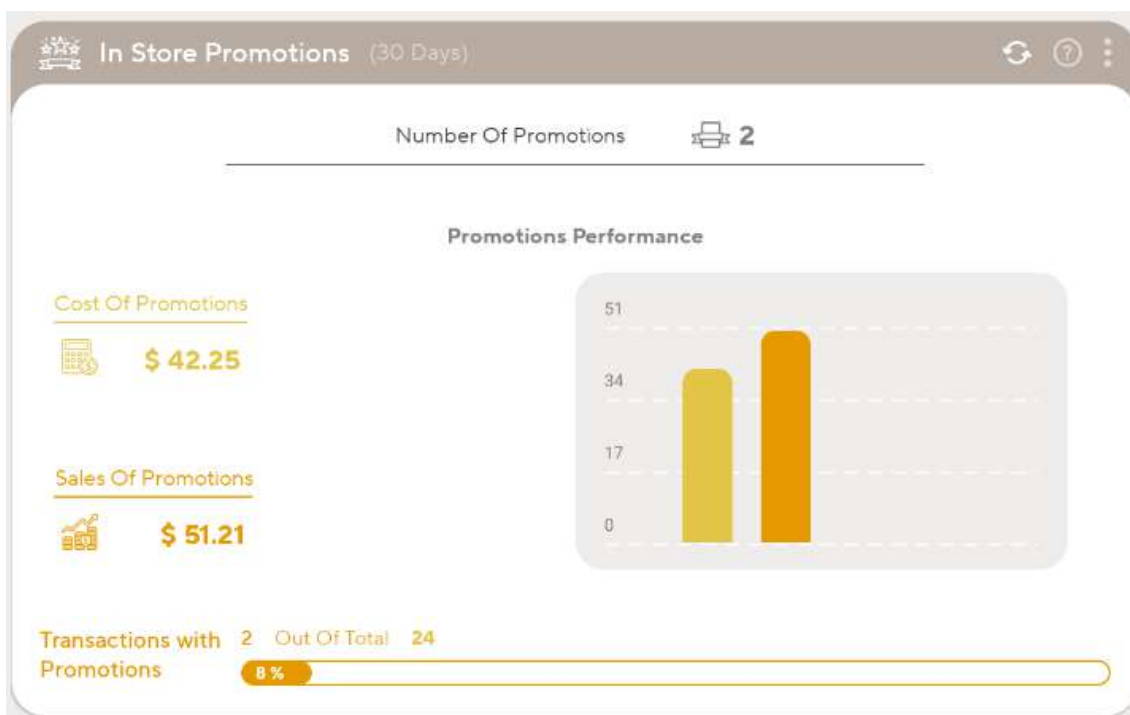 In Store Promotions (30 Days)
Number Of Promotions 2
Promotions Performance
Cost Of Promotions
$ 42.25
Sales Of Promotions
$ 51.21
51
34
17
0
Transactions with Promotions
2 Out Of Total 24
8 %